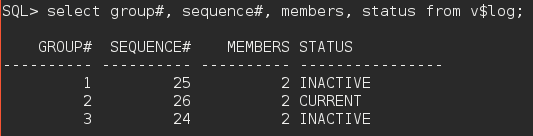 SQL> select group#, sequence#, members, status from v$log;
    GROUP#  SEQUENCE#    MEMBERS STATUS
---------- ---------- ---------- ----------------
         1         25          2 INACTIVE
         2         26          2 CURRENT
         3         24          2 INACTIVE